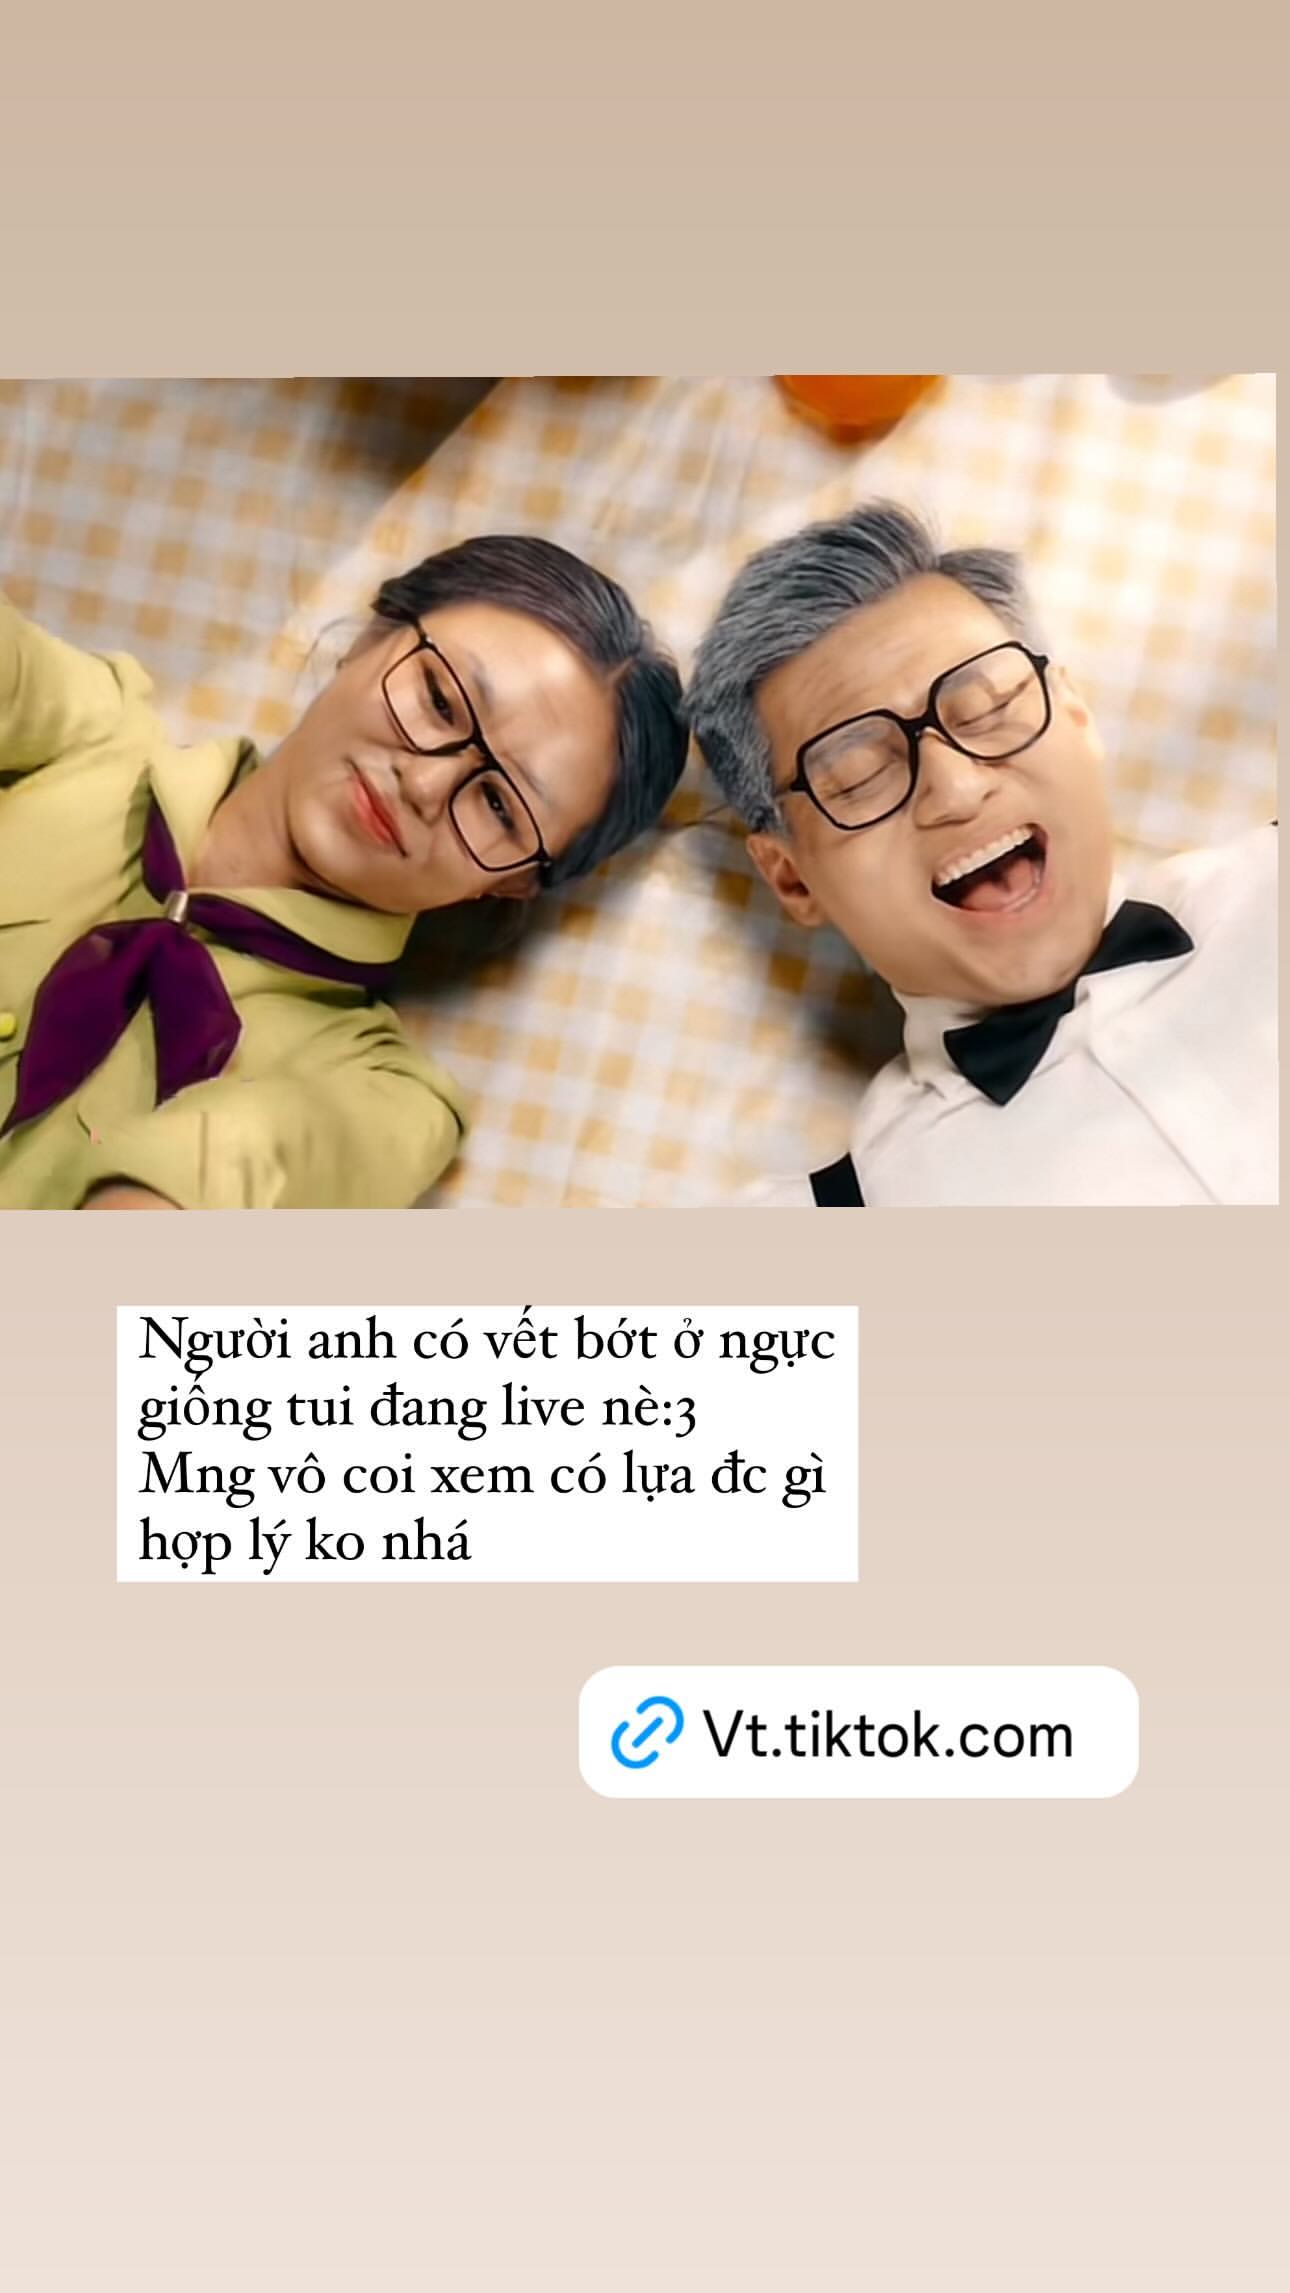 Người anh có vết bớt ở ngực
giống tui đang live nè:3
Mng vô coi xem có lựa đc gì
hợp lý ko nhá
Vt.tiktok.com